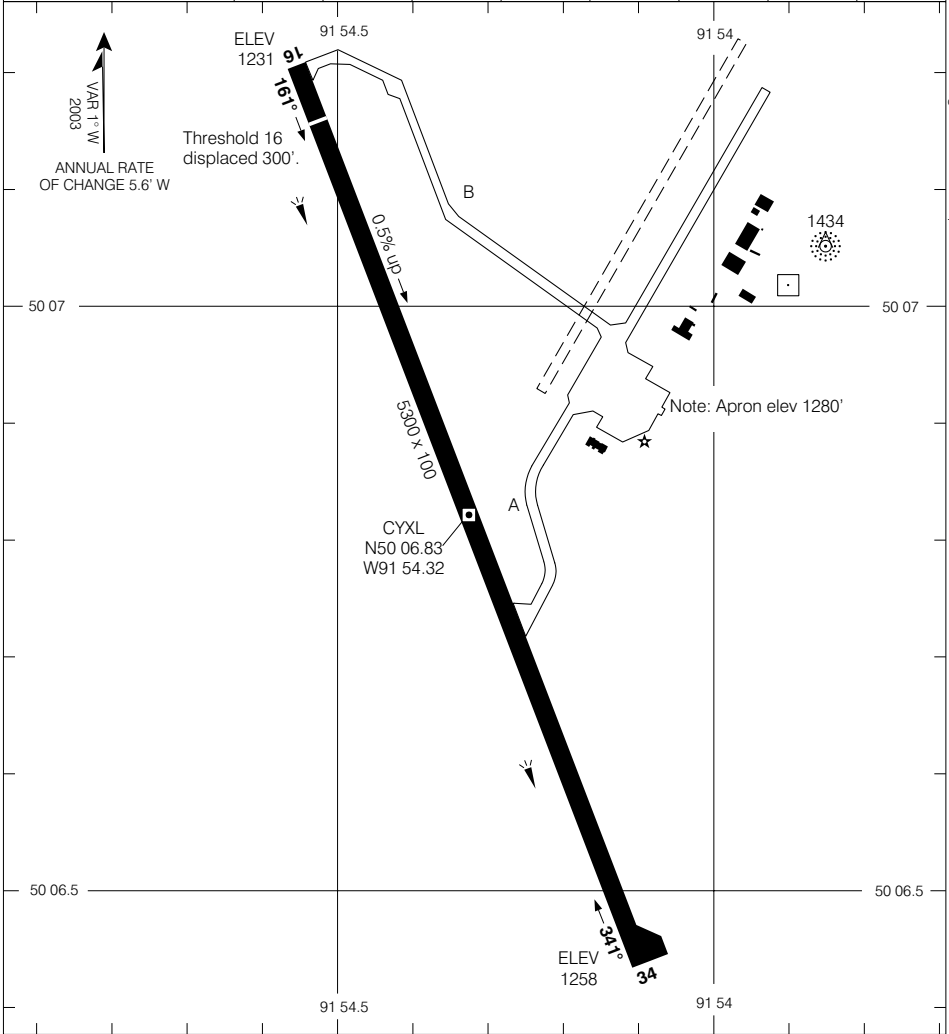 91 54.5
91 54
ELEV
1231
16
161°
VAR 1° W
2003
ANNUAL RATE
OF CHANGE 5.6' W
Threshold 16
displaced 300'.
B
1434
0.5% up
50 07
50 07
5300 x 100
Note: Apron elev 1280'
A
CYXL
N50 06.83
W91 54.32
50 06.5
50 06.5
341°
ELEV
1258
34
91 54.5
91 54